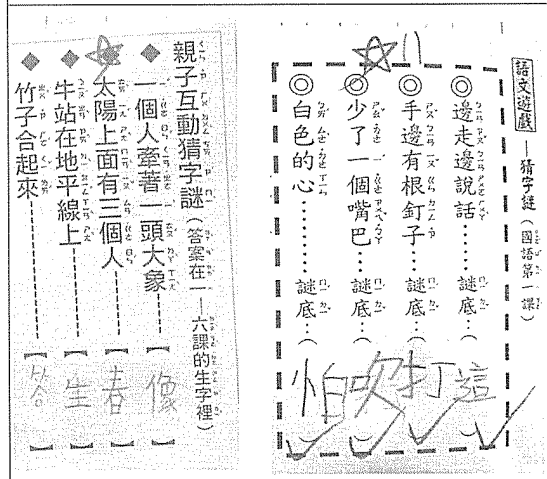 語文遊戲—猜字謎(國語第一課)
◎邊走邊說話………謎底…(這)
◎手邊有根釘子……謎底…(打)
◎少了一個嘴巴……謎底…(吹)
◎白色的心………謎底…(怕)
親子互動猜字謎(答案在一—六課的生字裡)
◆一個人牽著一頭大象------【像】
◆太陽上面有三個人------【春】
◆牛站在地平線上------【生】
◆竹子合起來------【答】